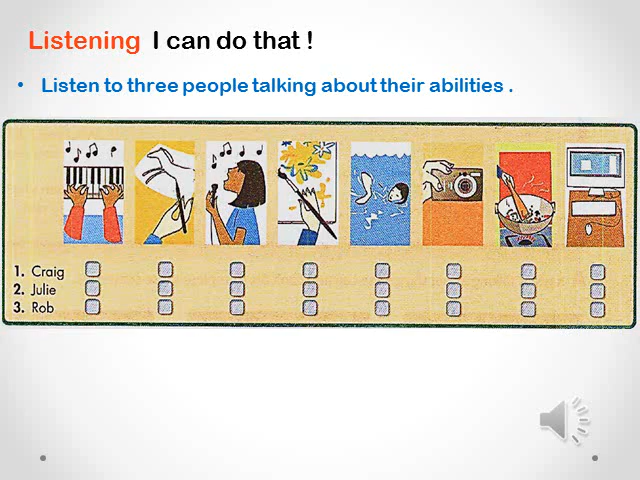 Listening I can do that !
• Listen to three people talking about their abilities .
1. Craig
2. Julie
3. Rob